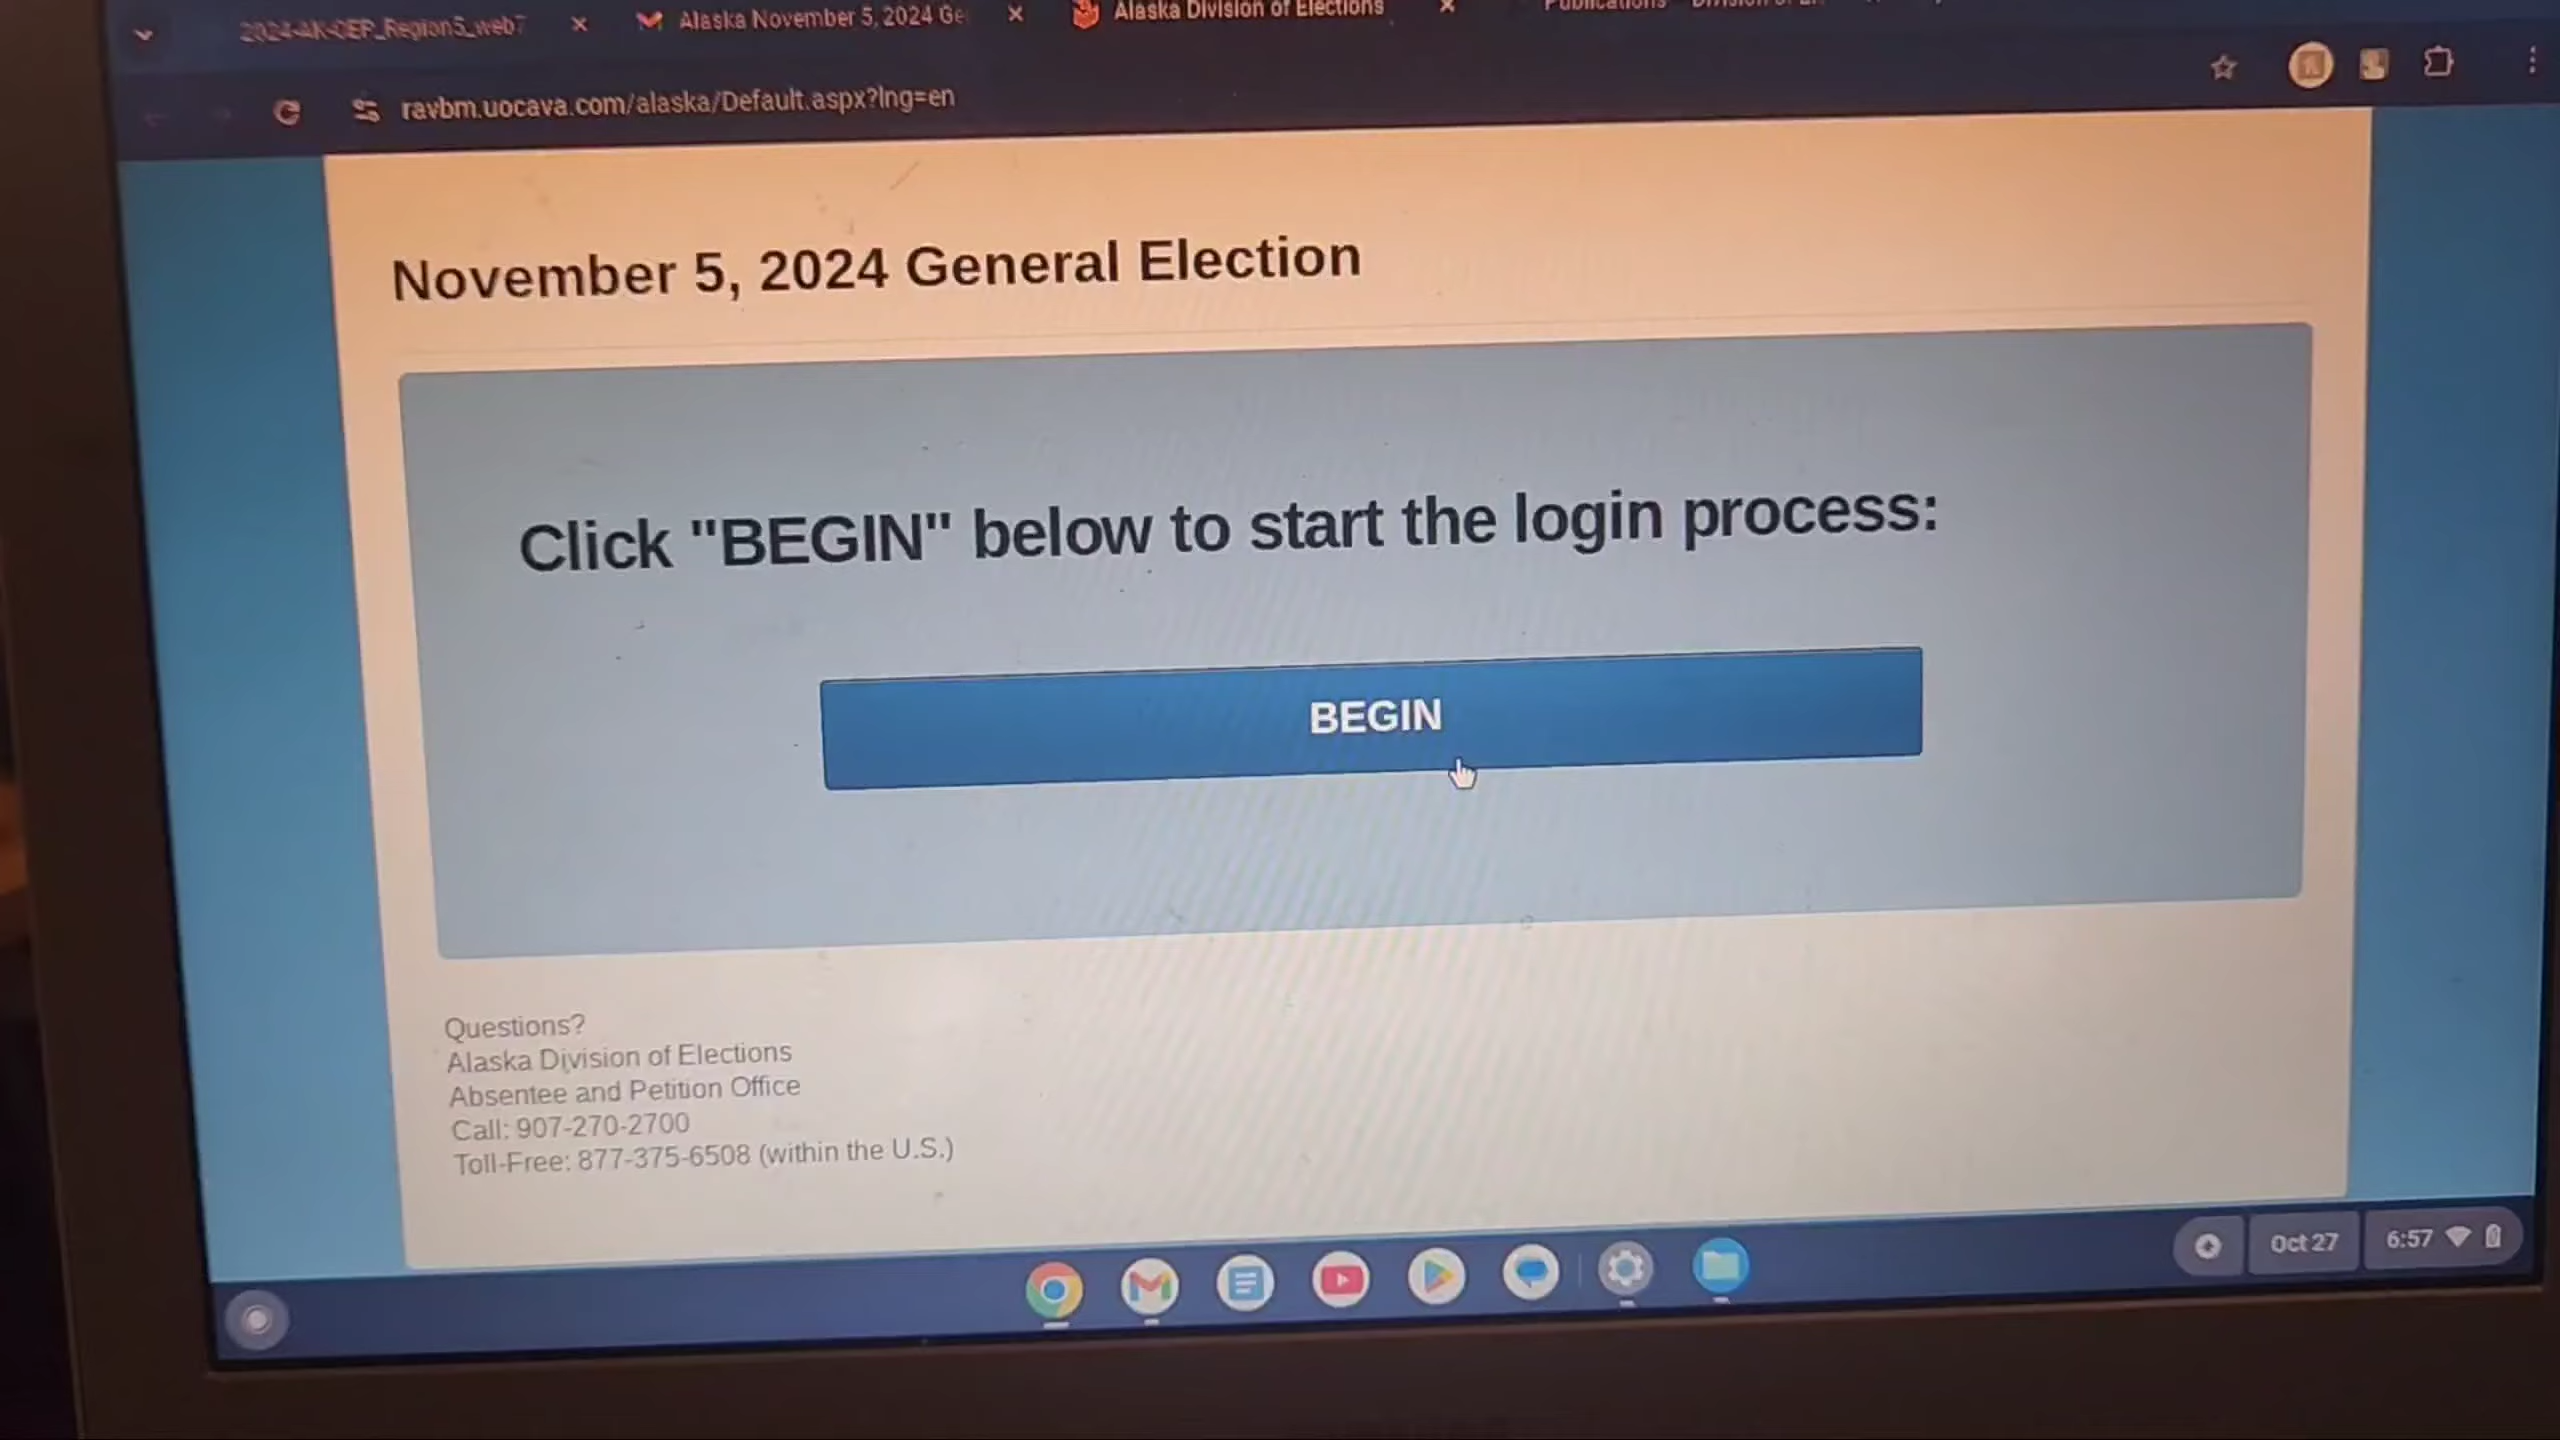 2024-AK-OEP_Region5_web7
Alaska November 5, 2024 Ge
Alaska Division of Elections
Publications
ravbm.uocava.com/alaska/Default.aspx?lng=en
November 5, 2024 General Election
Click "BEGIN" below to start the login process:
BEGIN
Questions?
Alaska Division of Elections
Absentee and Petition Office
Call: 907-270-2700
Toll-Free: 877-375-6508 (within the U.S.)
Oct 27
6:57